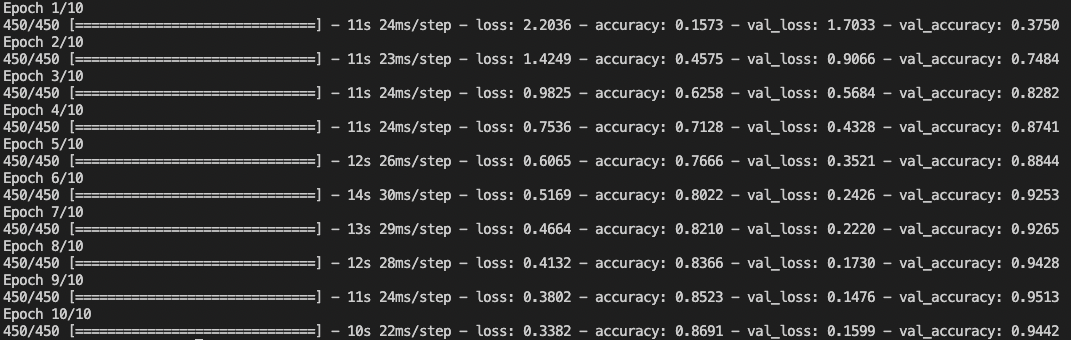 Epoch 1/10
450/450 [==============================] - 11s 24ms/step - loss: 2.2036 - accuracy: 0.1573 - val_loss: 1.7033 - val_accuracy: 0.3750
Epoch 2/10
450/450 [==============================] - 11s 23ms/step - loss: 1.4249 - accuracy: 0.4575 - val_loss: 0.9066 - val_accuracy: 0.7484
Epoch 3/10
450/450 [==============================] - 11s 24ms/step - loss: 0.9825 - accuracy: 0.6258 - val_loss: 0.5684 - val_accuracy: 0.8282
Epoch 4/10
450/450 [==============================] - 11s 24ms/step - loss: 0.7536 - accuracy: 0.7128 - val_loss: 0.4328 - val_accuracy: 0.8741
Epoch 5/10
450/450 [==============================] - 12s 26ms/step - loss: 0.6065 - accuracy: 0.7666 - val_loss: 0.3521 - val_accuracy: 0.8844
Epoch 6/10
450/450 [==============================] - 14s 30ms/step - loss: 0.5169 - accuracy: 0.8022 - val_loss: 0.2426 - val_accuracy: 0.9253
Epoch 7/10
450/450 [==============================] - 13s 29ms/step - loss: 0.4664 - accuracy: 0.8210 - val_loss: 0.2220 - val_accuracy: 0.9265
Epoch 8/10
450/450 [==============================] - 12s 28ms/step - loss: 0.4132 - accuracy: 0.8366 - val_loss: 0.1730 - val_accuracy: 0.9428
Epoch 9/10
450/450 [==============================] - 11s 24ms/step - loss: 0.3802 - accuracy: 0.8523 - val_loss: 0.1476 - val_accuracy: 0.9513
Epoch 10/10
450/450 [==============================] - 10s 22ms/step - loss: 0.3382 - accuracy: 0.8691 - val_loss: 0.1599 - val_accuracy: 0.9442